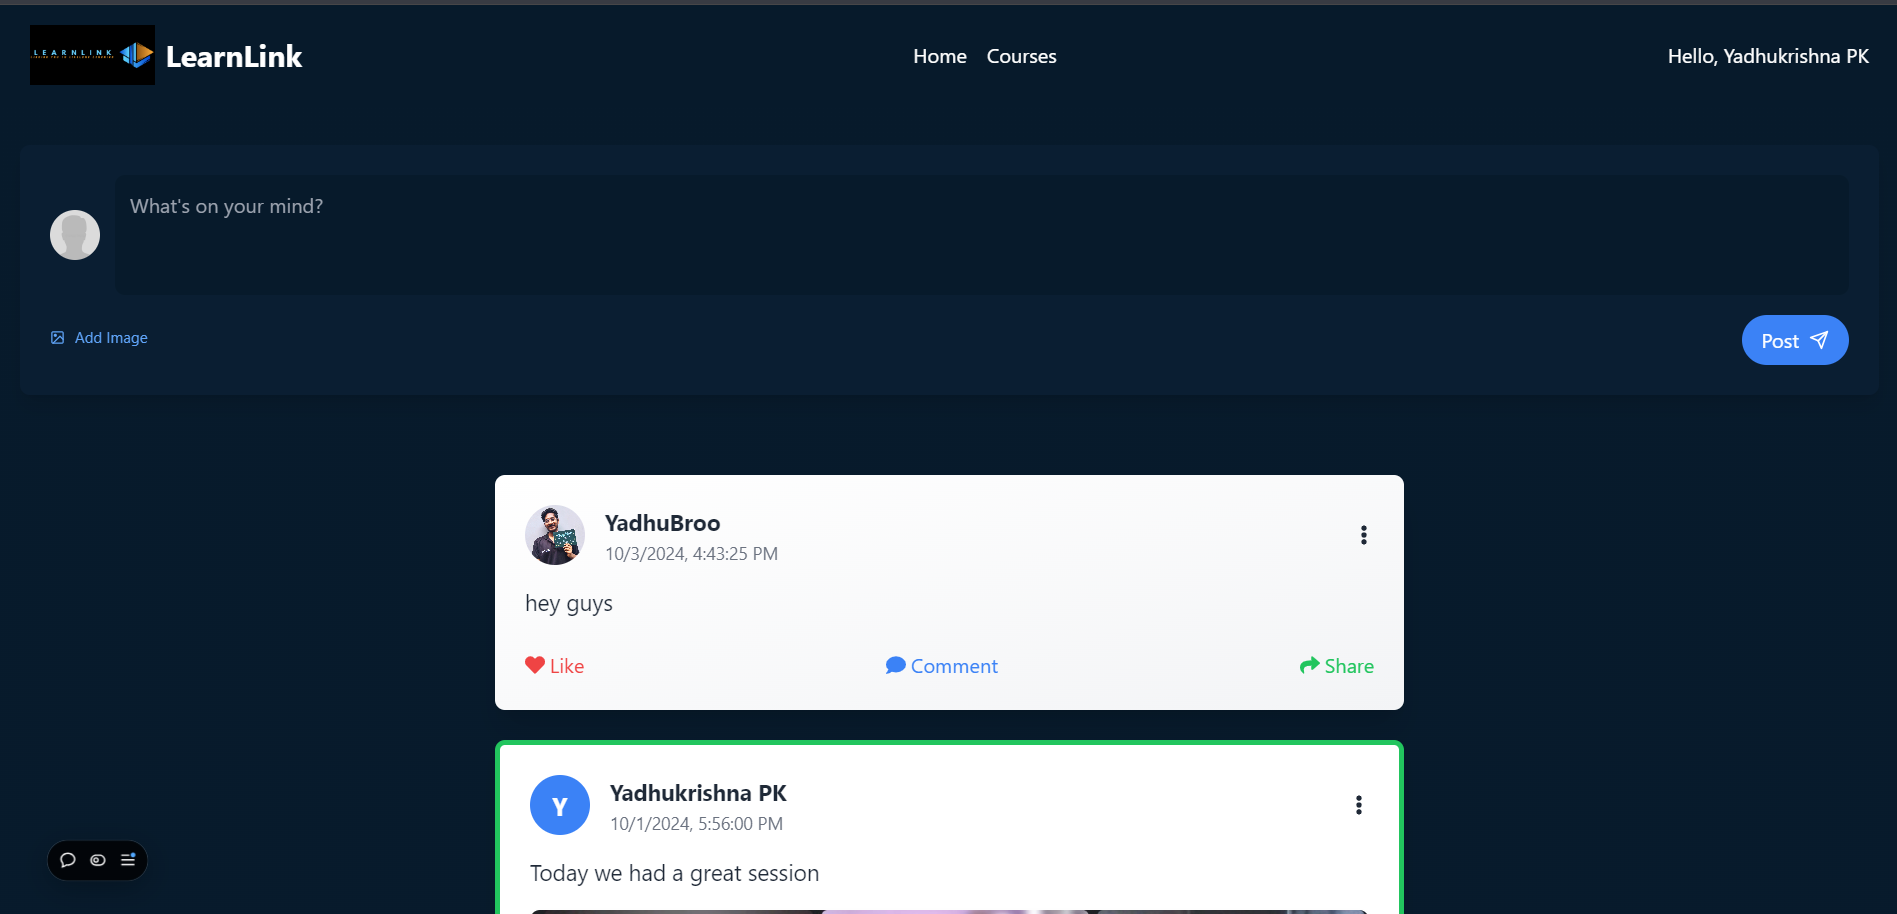 LEARNLINK
LearnLink
Home Courses
Hello, Yadhukrishna PK
What's on your mind?
Add Image
Post
YadhuBroo
10/3/2024, 4:43:25 PM
hey guys
Like Comment Share
Y
Yadhukrishna PK
10/1/2024, 5:56:00 PM
Today we had a great session